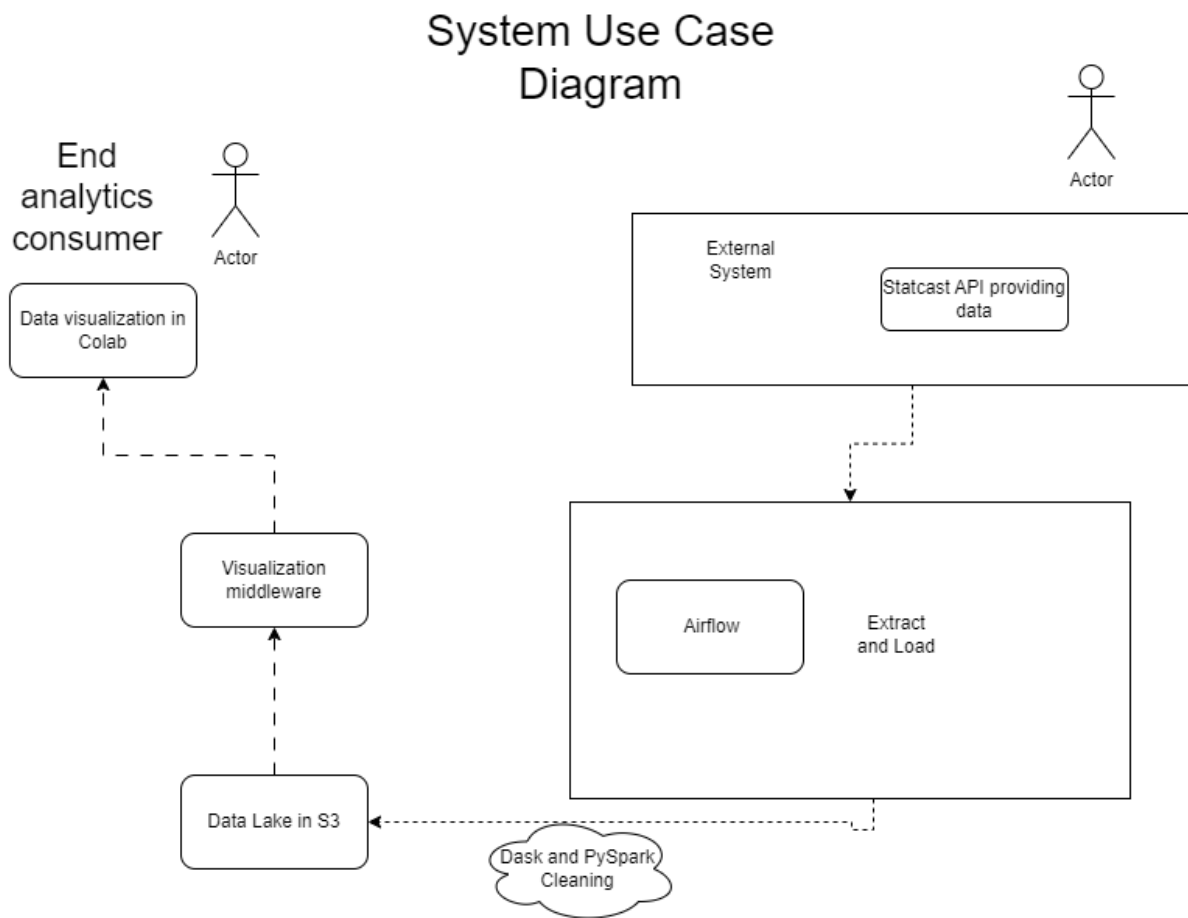 System Use Case
Diagram
End
analytics
consumer
Actor
Actor
External
System
Statcast API providing
data
Data visualization in
Colab
Visualization
middleware
Airflow
Extract
and Load
Data Lake in S3
Dask and PySpark
Cleaning